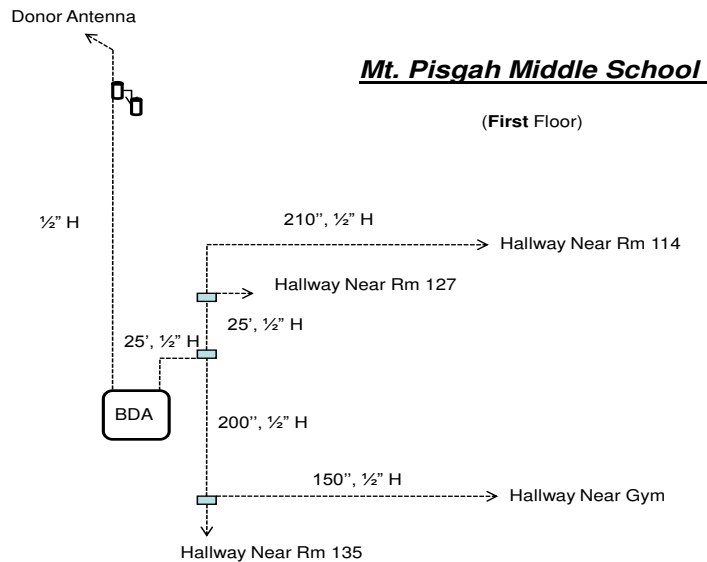 Donor Antenna
Mt. Pisgah Middle School
(First Floor)
½” H
210’’, ½” H
Hallway Near Rm 114
Hallway Near Rm 127
25’, ½” H
25’, ½” H
BDA
200’’, ½” H
150’’, ½” H
Hallway Near Gym
Hallway Near Rm 135